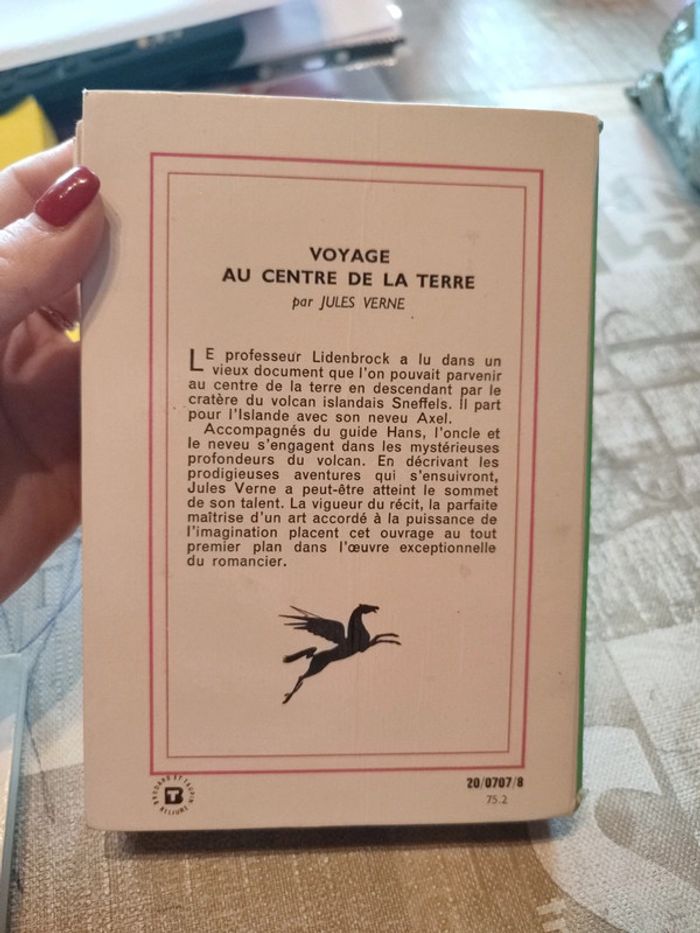 VOYAGE
AU CENTRE DE LA TERRE
par JULES VERNE
LE professeur Lidenbrock a lu dans un
vieux document que l'on pouvait parvenir
au centre de la terre en descendant par le
cratère du volcan islandais Sneffels. Il part
pour l'Islande avec son neveu Axel.
Accompagnés du guide Hans, l'oncle et
le neveu s'engagent dans les mystérieuses
profondeurs du volcan. En décrivant les
prodigieuses aventures qui s'ensuivront,
Jules Verne a peut-être atteint le sommet
de son talent. La vigueur du récit, la parfaite
maîtrise d'un art accordé à la puissance de
l'imagination placent cet ouvrage au tout
premier plan dans l'œuvre exceptionnelle
du romancier.
BRODARD ET TAUPIN
RELIURE
20/0707/8
75.2